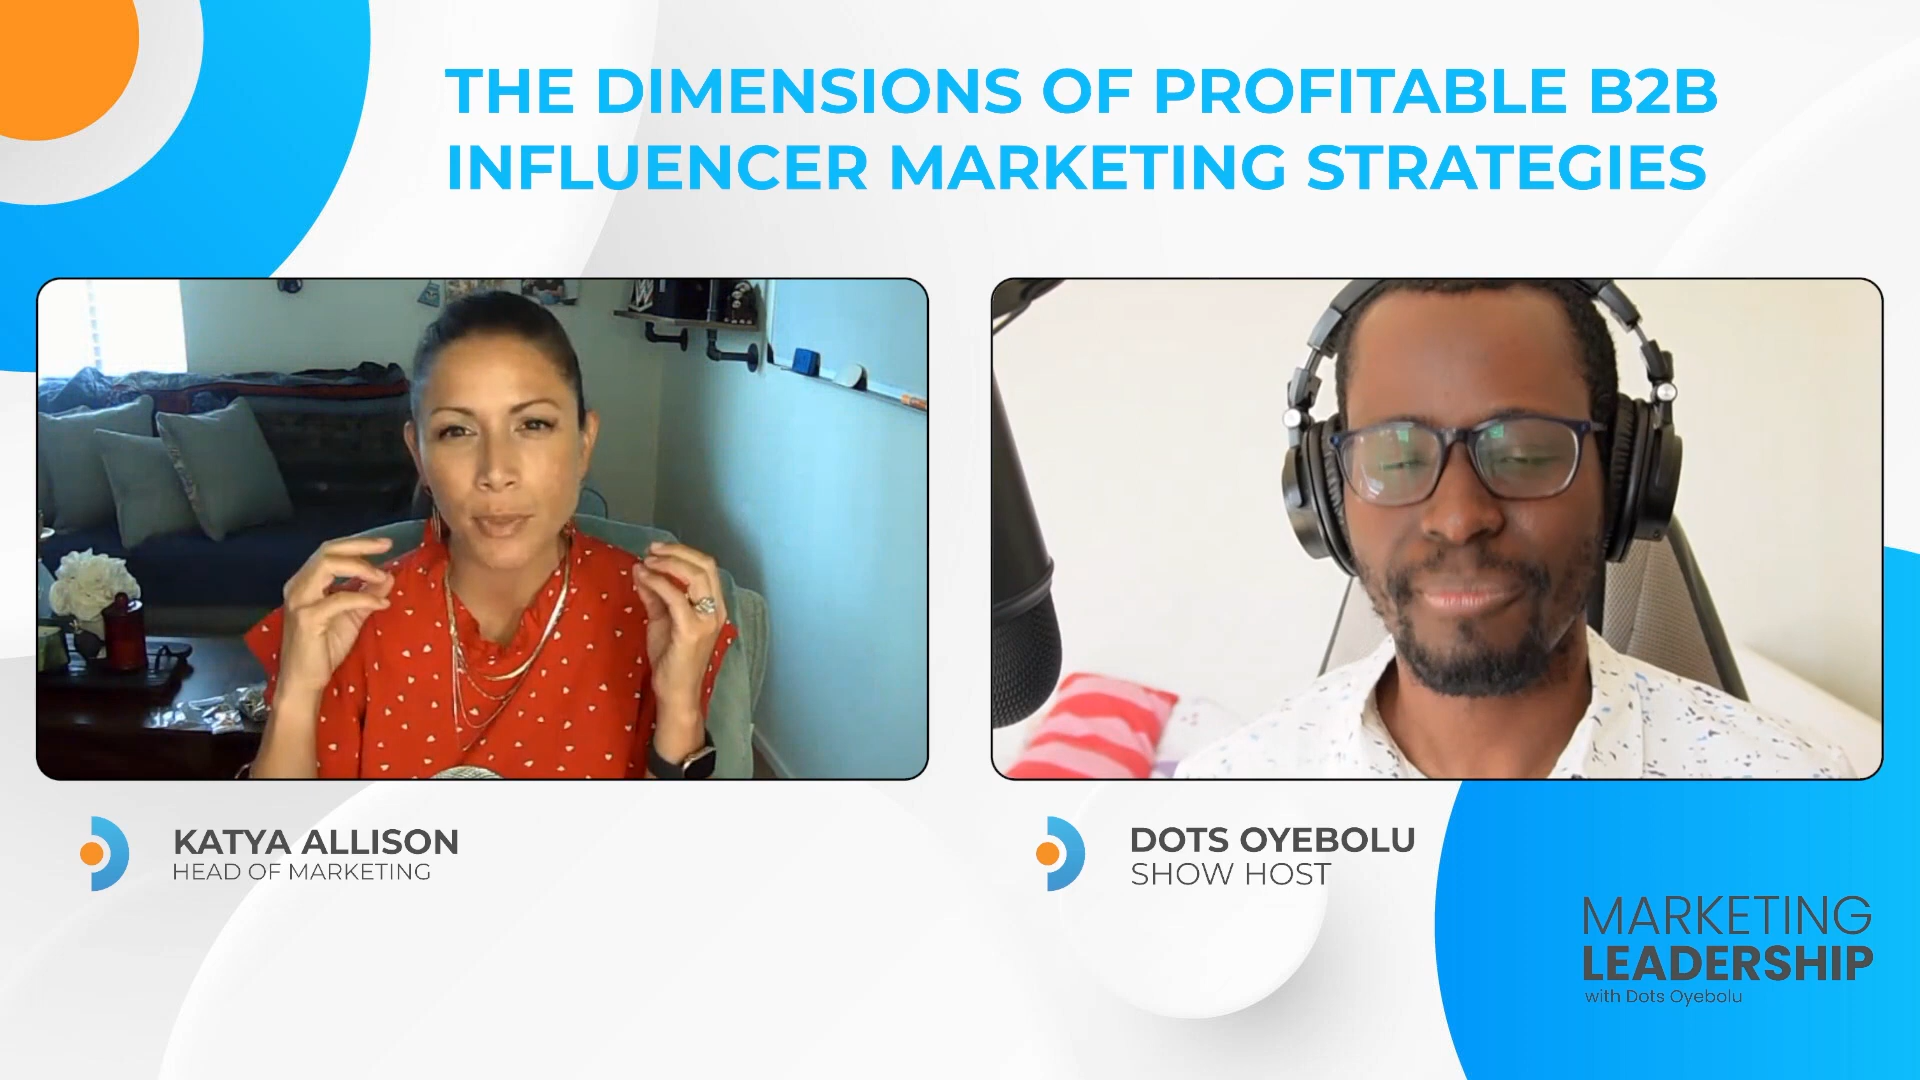 THE DIMENSIONS OF PROFITABLE B2B
INFLUENCER MARKETING STRATEGIES
KATYA ALLISON
HEAD OF MARKETING
DOTS OYEBOLU
SHOW HOST
MARKETING
LEADERSHIP
with Dots Oyebolu